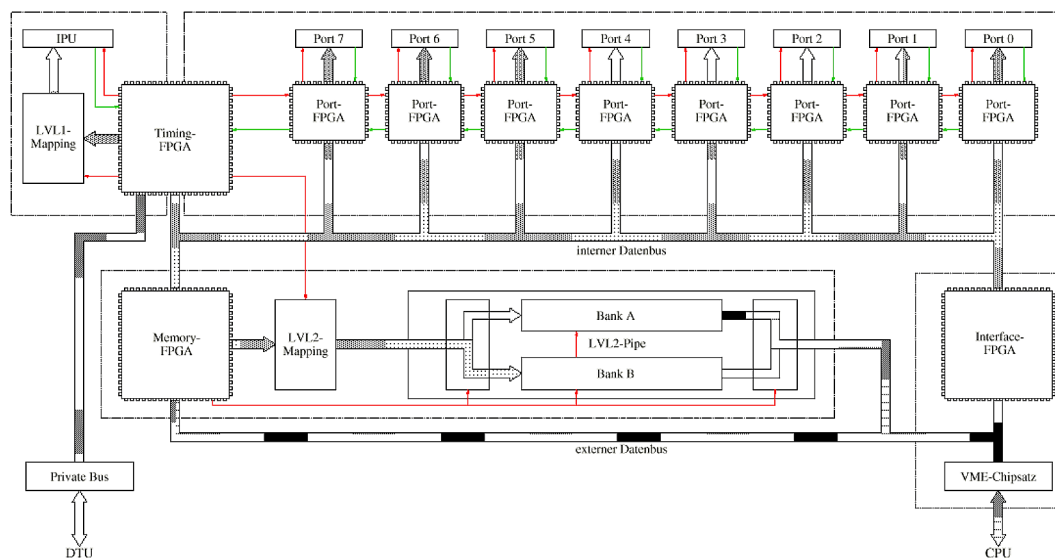 IPU
Port 7
Port 6
Port 5
Port 4
Port 3
Port 2
Port 1
Port 0
LVL1-
Mapping
Timing-
FPGA
Port-
FPGA
Port-
FPGA
Port-
FPGA
Port-
FPGA
Port-
FPGA
Port-
FPGA
Port-
FPGA
Port-
FPGA
interner Datenbus
Memory-
FPGA
LVL2-
Mapping
Bank A
LVL2-Pipe
Bank B
Interface-
FPGA
externer Datenbus
Private Bus
VME-Chipsatz
DTU
CPU